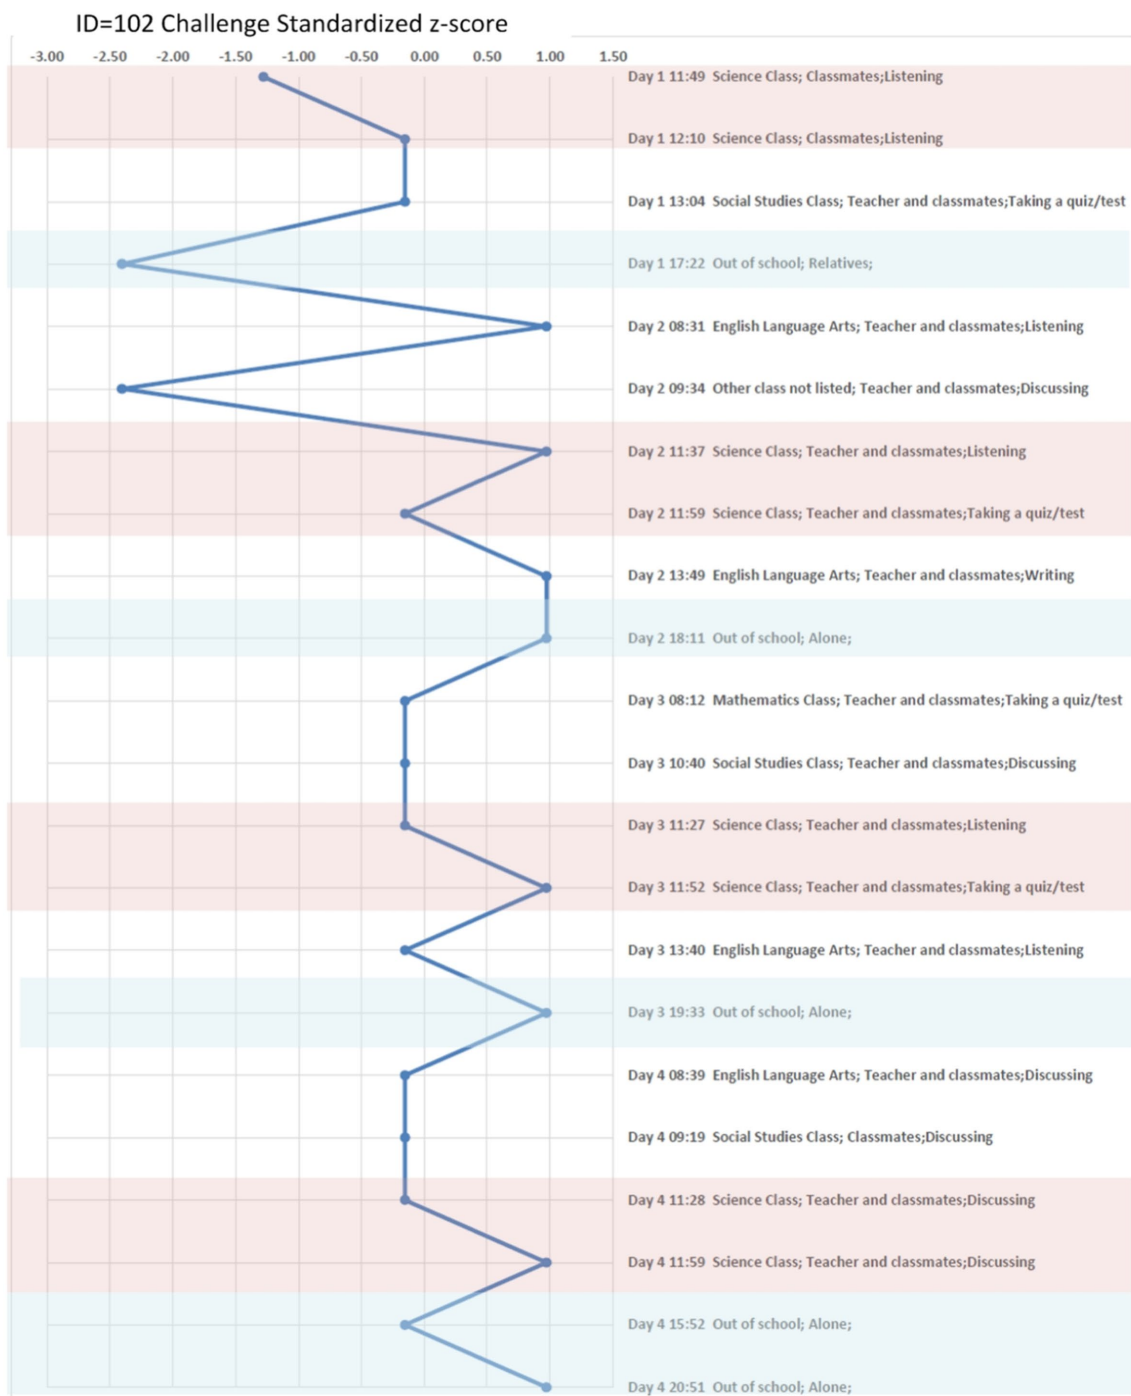 ID=102 Challenge Standardized z-score
-3.00 -2.50 -2.00 -1.50 -1.00 -0.50 0.00 0.50 1.00 1.50
Day 1 11:49 Science Class; Classmates;Listening
Day 1 12:10 Science Class; Classmates;Listening
Day 1 13:04 Social Studies Class; Teacher and classmates;Taking a quiz/test
Day 1 17:22 Out of school; Relatives;
Day 2 08:31 English Language Arts; Teacher and classmates;Listening
Day 2 09:34 Other class not listed; Teacher and classmates;Discussing
Day 2 11:37 Science Class; Teacher and classmates;Listening
Day 2 11:59 Science Class; Teacher and classmates;Taking a quiz/test
Day 2 13:49 English Language Arts; Teacher and classmates;Writing
Day 2 18:11 Out of school; Alone;
Day 3 08:12 Mathematics Class; Teacher and classmates;Taking a quiz/test
Day 3 10:40 Social Studies Class; Teacher and classmates;Discussing
Day 3 11:27 Science Class; Teacher and classmates;Listening
Day 3 11:52 Science Class; Teacher and classmates;Taking a quiz/test
Day 3 13:40 English Language Arts; Teacher and classmates;Listening
Day 3 19:33 Out of school; Alone;
Day 4 08:39 English Language Arts; Teacher and classmates;Discussing
Day 4 09:19 Social Studies Class; Classmates;Discussing
Day 4 11:28 Science Class; Teacher and classmates;Discussing
Day 4 11:59 Science Class; Teacher and classmates;Discussing
Day 4 15:52 Out of school; Alone;
Day 4 20:51 Out of school; Alone;